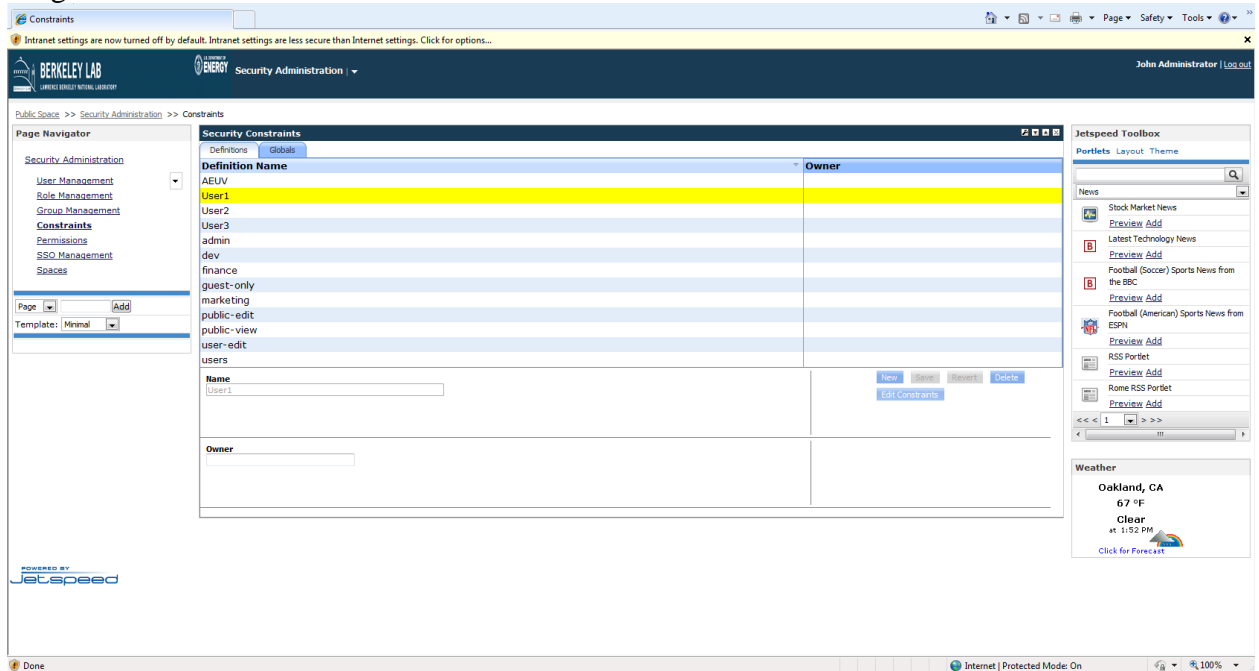 Constraints
Page Safety Tools
Intranet settings are now turned off by default. Intranet settings are less secure than Internet settings. Click for options...
BERKELEY LAB
LAWRENCE BERKELEY NATIONAL LABORATORY
ENERGY
Security Administration |
John Administrator | Log out
Public Space >> Security Administration >> Constraints
Page Navigator
Security Administration
User Management
Role Management
Group Management
Constraints
Permissions
SSO Management
Spaces
Page Add
Template: Minimal
Security Constraints
Definitions Globals
Definition Name Owner
AEUV
User1
User2
User3
admin
dev
finance
guest-only
marketing
public-edit
public-view
user-edit
users
Name
User1
New Save Revert Delete
Edit Constraints
Owner
Jetspeed Toolbox
Portlets Layout Theme
News
Stock Market News
Preview Add
B Latest Technology News
Preview Add
Football (Soccer) Sports News from
B the BBC
Preview Add
Football (American) Sports News from
ESPN
Preview Add
RSS Portlet
Preview Add
Rome RSS Portlet
Preview Add
<< < 1 > >>
Weather
Oakland, CA
67 ºF
Clear
at 1:52 PM
Click for Forecast
POWERED BY
Jetspeed
Done
Internet | Protected Mode: On
100%